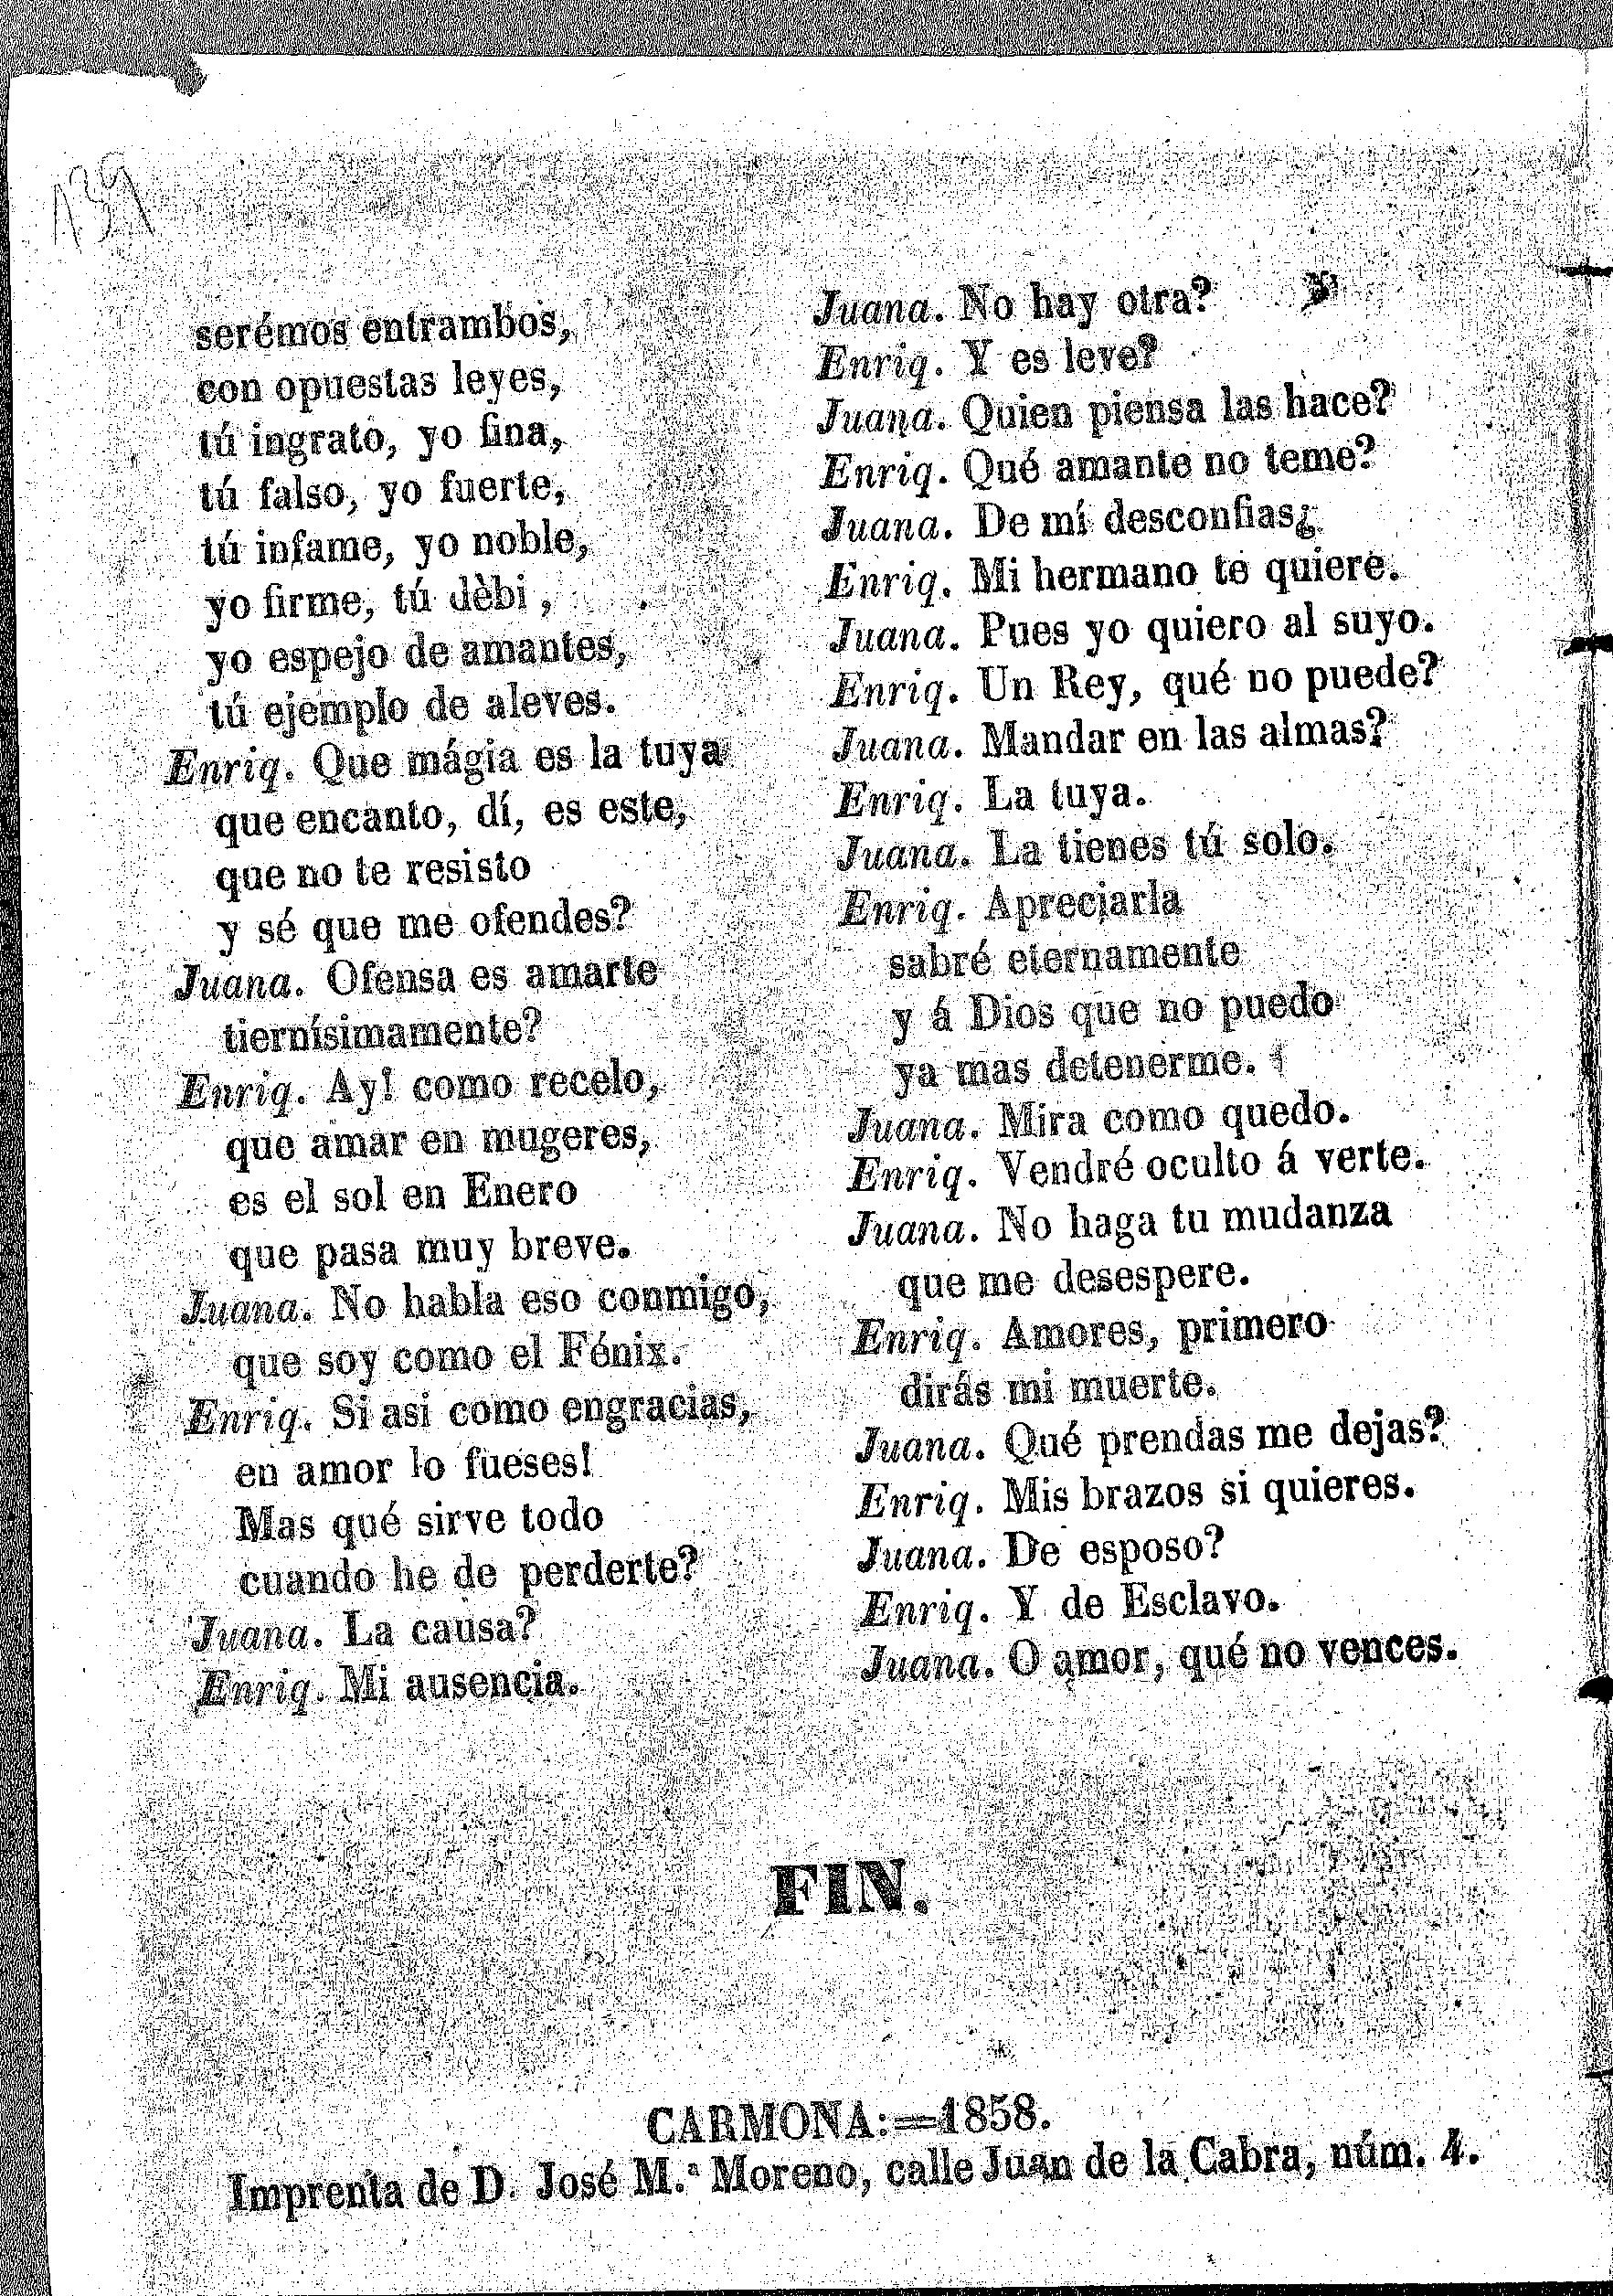 139
serémos entrambos,
con opuestas leyes,
tú ingrato, yo fina,
tú falso, yo fuerte,
tú infame, yo noble,
yo firme, tú dèbi ,
yo espejo de amantes,
tú ejemplo de aleves.
Enriq. Que mágia es la tuya
que encanto, dí, es este,
que no te resisto
y sé que me ofendes?
Juana. Ofensa es amarte
tiernísimamente?
Enriq. Ay! como recelo,
que amar en mugeres,
es el sol en Enero
que pasa muy breve.
Juana. No habla eso conmigo,
que soy como el Fénix.
Enriq. Si asi como engracias,
en amor lo fueses!
Mas qué sirve todo
cuando he de perderte?
Juana. La causa?
Enriq. Mi ausencia.
Juana. No hay otra?
Enriq. Y es leve?
Juana. Quien piensa las hace?
Enriq. Qué amante no teme?
Juana. De mí desconfias¿
Enriq. Mi hermano te quiere.
Juana. Pues yo quiero al suyo.
Enriq. Un Rey, qué no puede?
Juana. Mandar en las almas?
Enriq. La tuya.
Juana. La tienes tú solo.
Enriq. Apreciarla
sabré eternamente
y á Dios que no puedo
ya mas detenerme.
Juana. Mira como quedo.
Enriq. Vendré oculto á verte.
Juana. No haga tu mudanza
que me desespere.
Enriq. Amores, primero
dirás mi muerte.
Juana. Qué prendas me dejas?
Enriq. Mis brazos si quieres.
Juana. De esposo?
Enriq. Y de Esclavo.
Juana. O amor, qué no vences.
FIN.
CARMONA:=1858.
Imprenta de D. José M.ª Moreno, calle Juan de la Cabra, núm. 4.